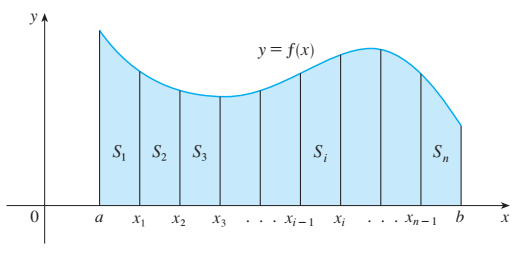 y
y = f(x)
S₁ S₂ S₃ Sᵢ Sₙ
0 a x₁ x₂ x₃ . . . xᵢ₋₁ xᵢ . . . xₙ₋₁ b x